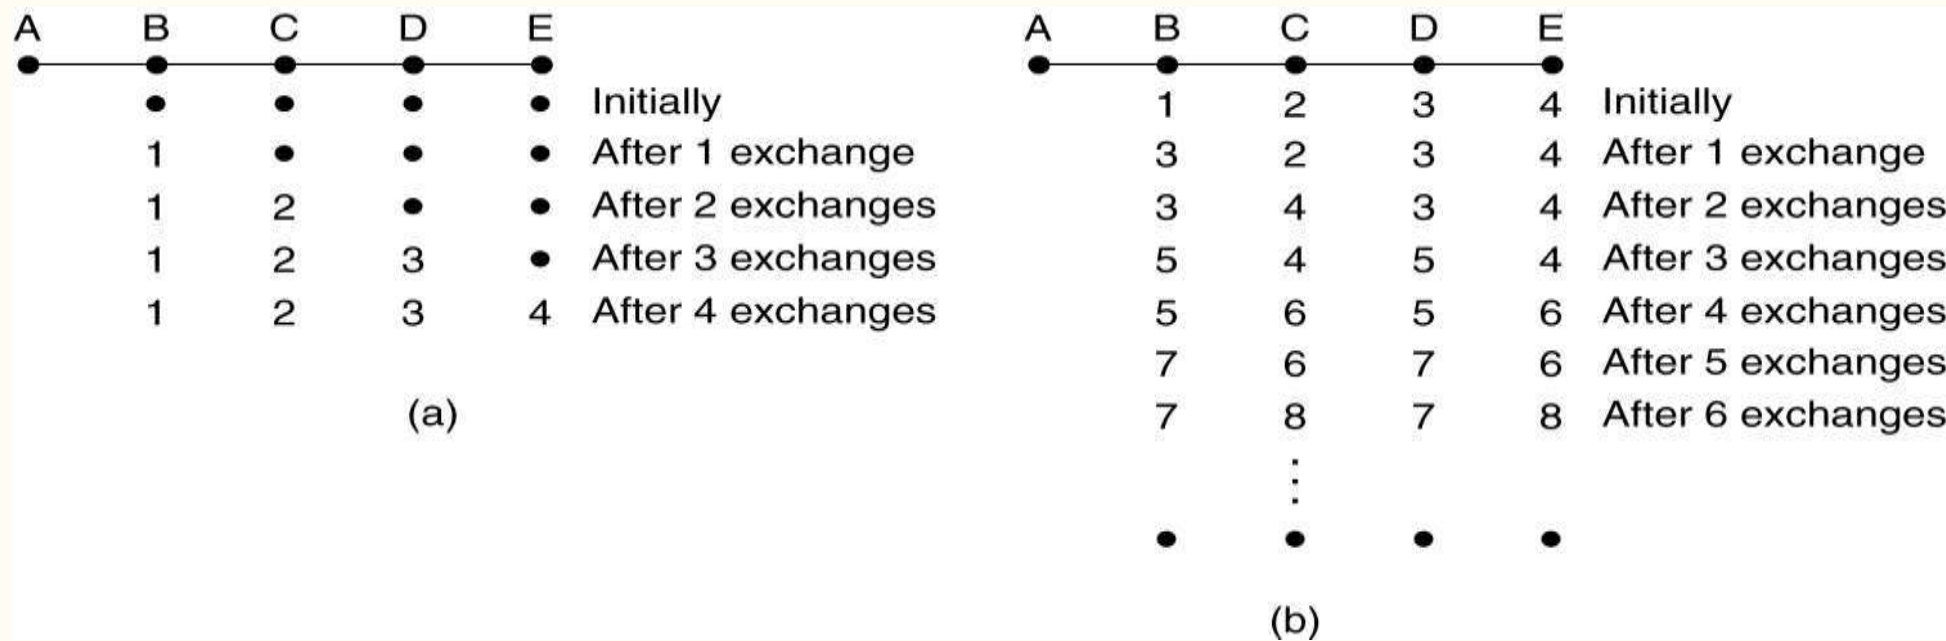 A B C D E
Initially
1 After 1 exchange
1 2 After 2 exchanges
1 2 3 After 3 exchanges
1 2 3 4 After 4 exchanges
(a)
A B C D E
1 2 3 4 Initially
3 2 3 4 After 1 exchange
3 4 3 4 After 2 exchanges
5 4 5 4 After 3 exchanges
5 6 5 6 After 4 exchanges
7 6 7 6 After 5 exchanges
7 8 7 8 After 6 exchanges
(b)